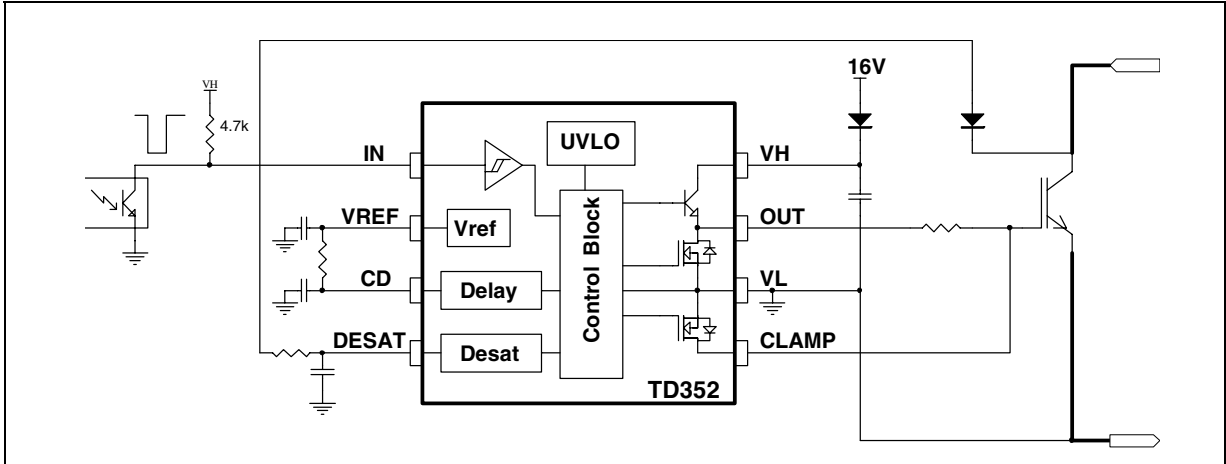 16V
VH
4.7k
IN
UVLO
VH
VREF
Vref
OUT
Control Block
CD
Delay
VL
DESAT
Desat
CLAMP
TD352